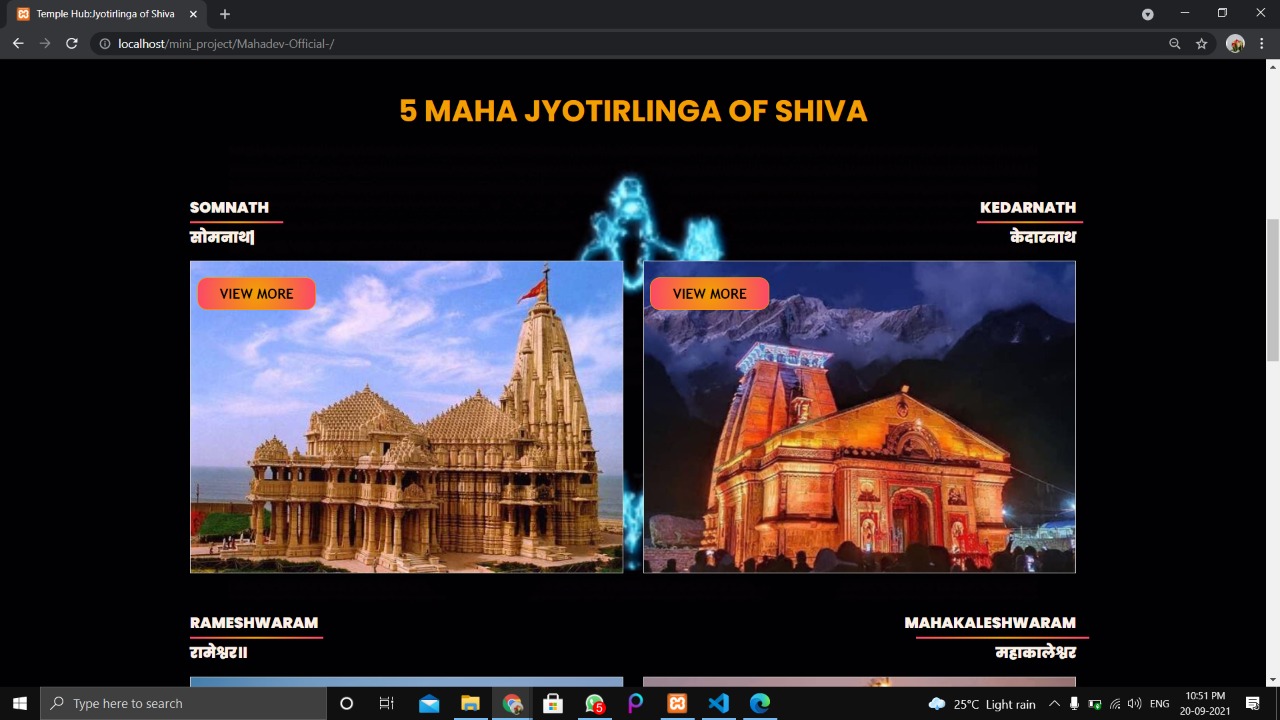 Temple Hub:Jyotirlinga of Shiva
localhost/mini_project/Mahadev-Official-/
5 MAHA JYOTIRLINGA OF SHIVA
SOMNATH
सोमनाथ|
KEDARNATH
केदारनाथ
VIEW MORE
VIEW MORE
RAMESHWARAM
रामेश्वर॥
MAHAKALESHWARAM
महाकालेश्वर
Type here to search
5
25°C Light rain
ENG
10:51 PM
20-09-2021